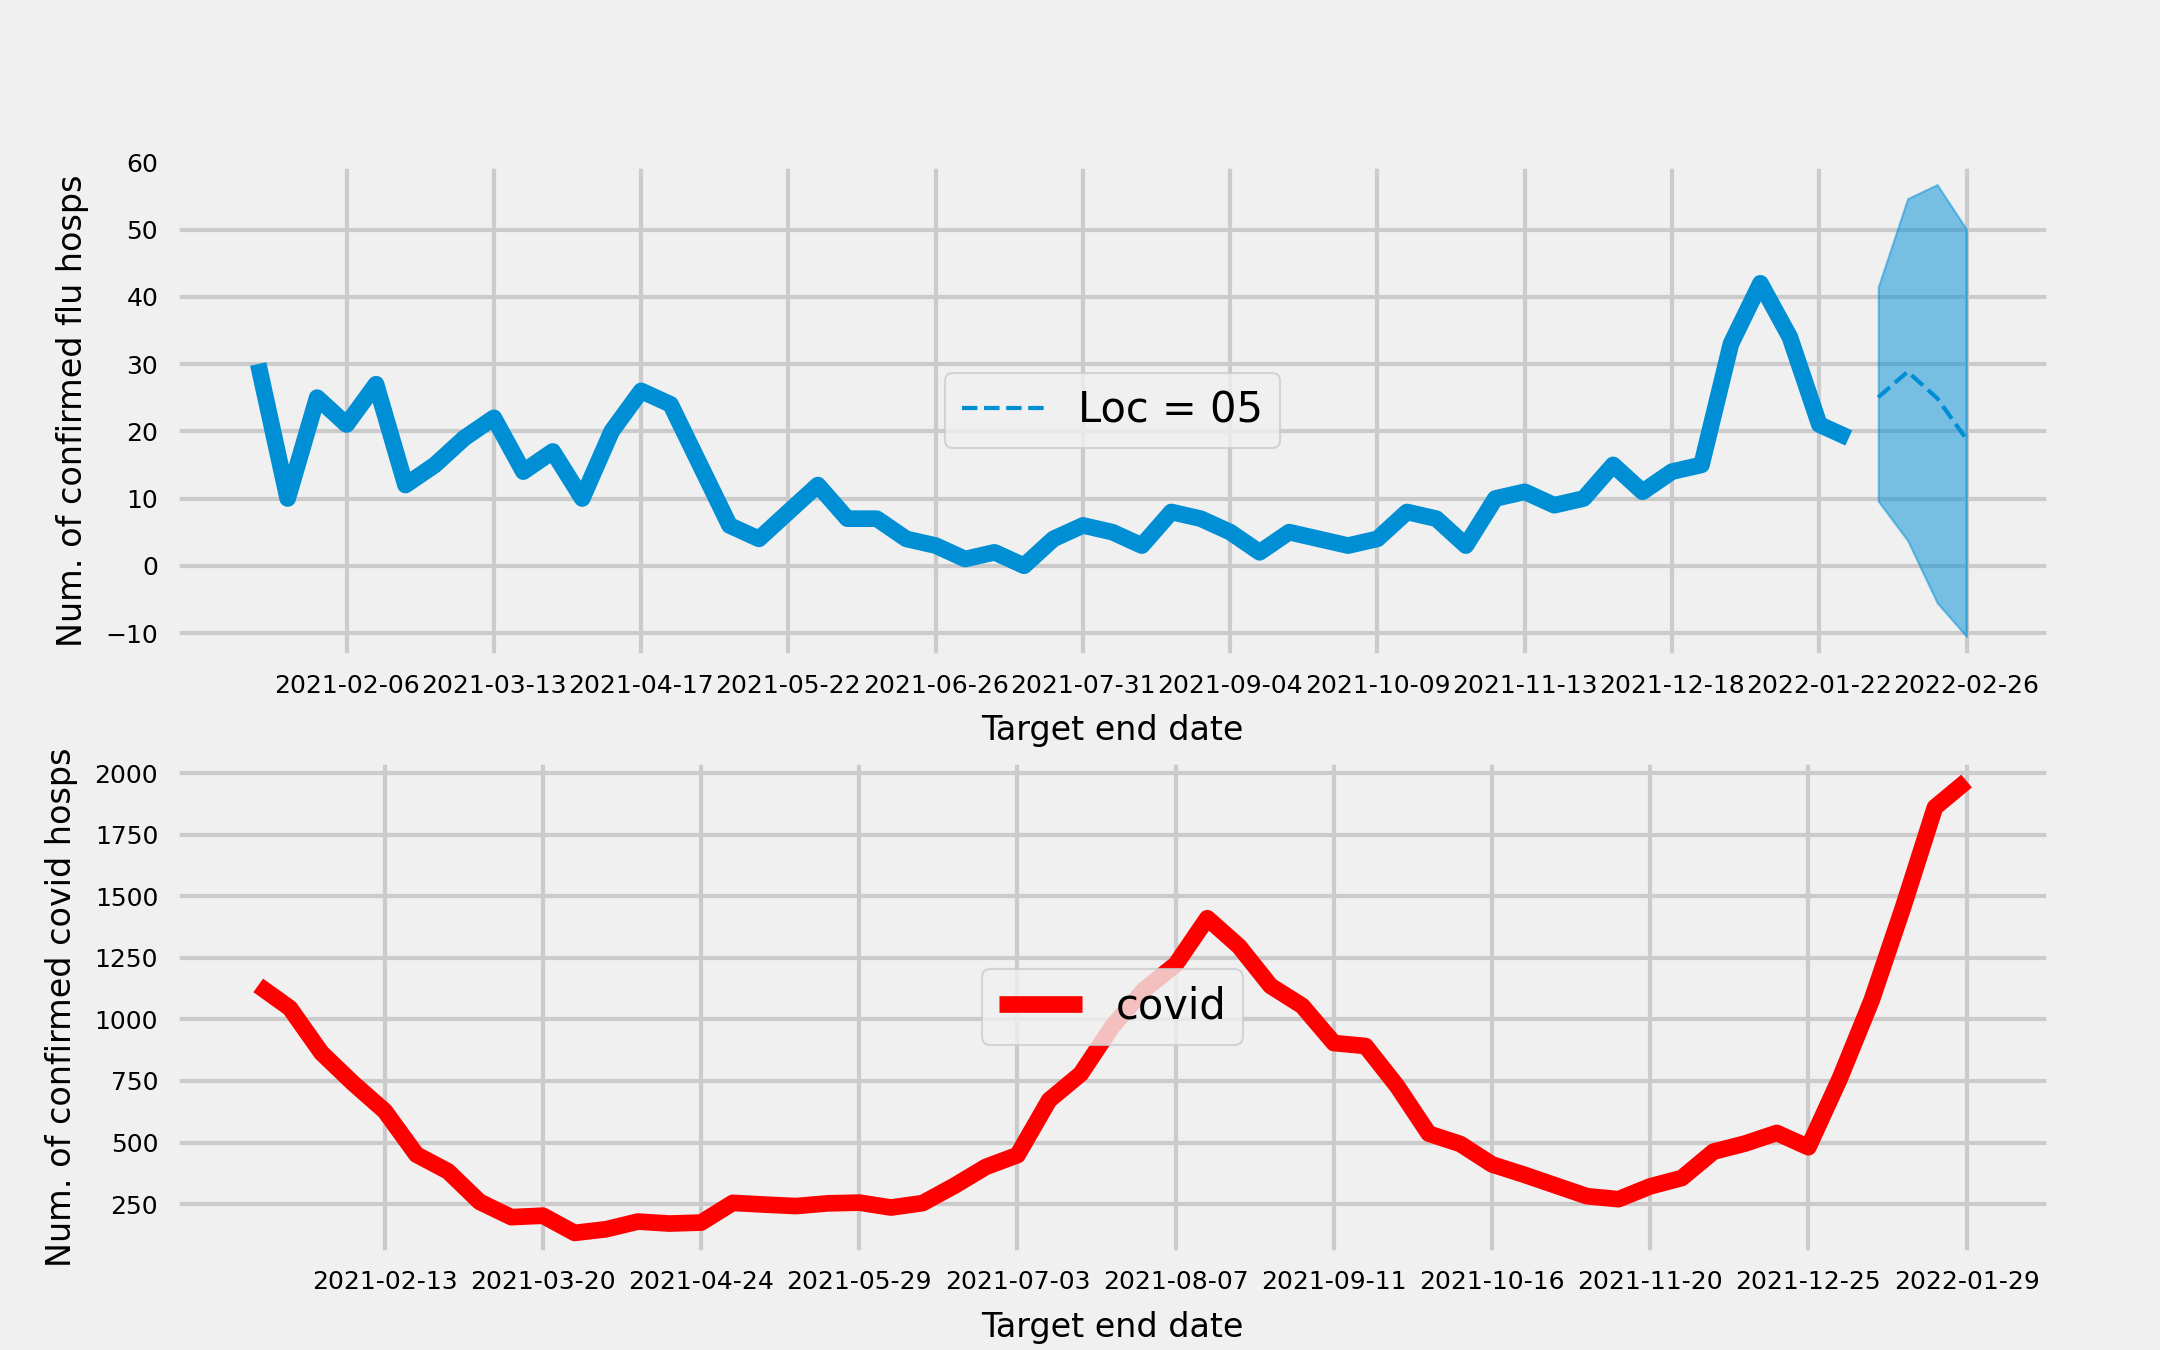 Num. of confirmed flu hosps
60
50
40
30
20
10
0
−10
Loc = 05
2021-02-06 2021-03-13 2021-04-17 2021-05-22 2021-06-26 2021-07-31 2021-09-04 2021-10-09 2021-11-13 2021-12-18 2022-01-22 2022-02-26
Target end date
Num. of confirmed covid hosps
2000
1750
1500
1250
1000
750
500
250
covid
2021-02-13 2021-03-20 2021-04-24 2021-05-29 2021-07-03 2021-08-07 2021-09-11 2021-10-16 2021-11-20 2021-12-25 2022-01-29
Target end date